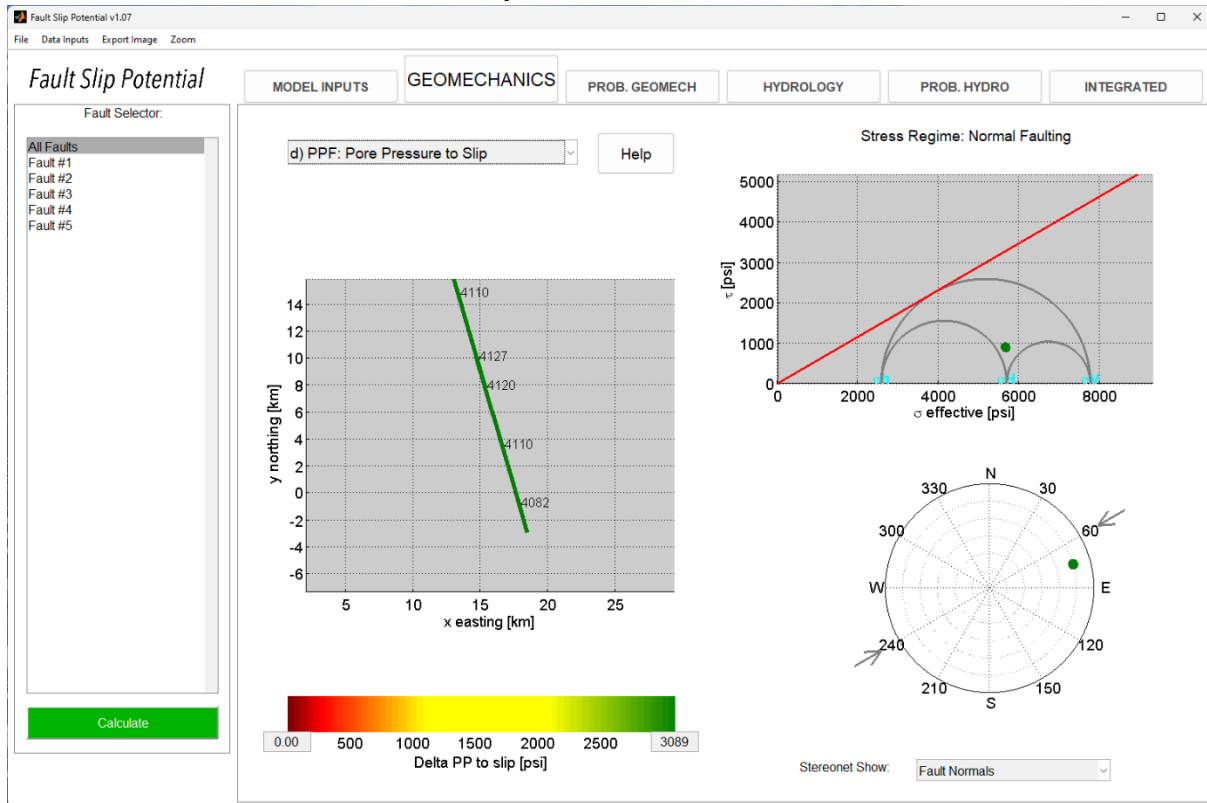 Fault Slip Potential v1.07
File Data Inputs Export Image Zoom
Fault Slip Potential
MODEL INPUTS GEOMECHANICS PROB. GEOMECH HYDROLOGY PROB. HYDRO INTEGRATED
Fault Selector:
All Faults
Fault #1
Fault #2
Fault #3
Fault #4
Fault #5
Calculate
d) PPF: Pore Pressure to Slip
Help
14
12
10
8
6
4
2
0
-2
-4
-6
y northing [km]
4110
4127
4120
4110
4082
5 10 15 20 25
x easting [km]
0.00 500 1000 1500 2000 2500 3089
Delta PP to slip [psi]
Stress Regime: Normal Faulting
5000
4000
3000
2000
1000
0
τ [psi]
0 2000 4000 6000 8000
σ effective [psi]
N
330 30
300 60
W E
240 120
210 150
S
Stereonet Show: Fault Normals